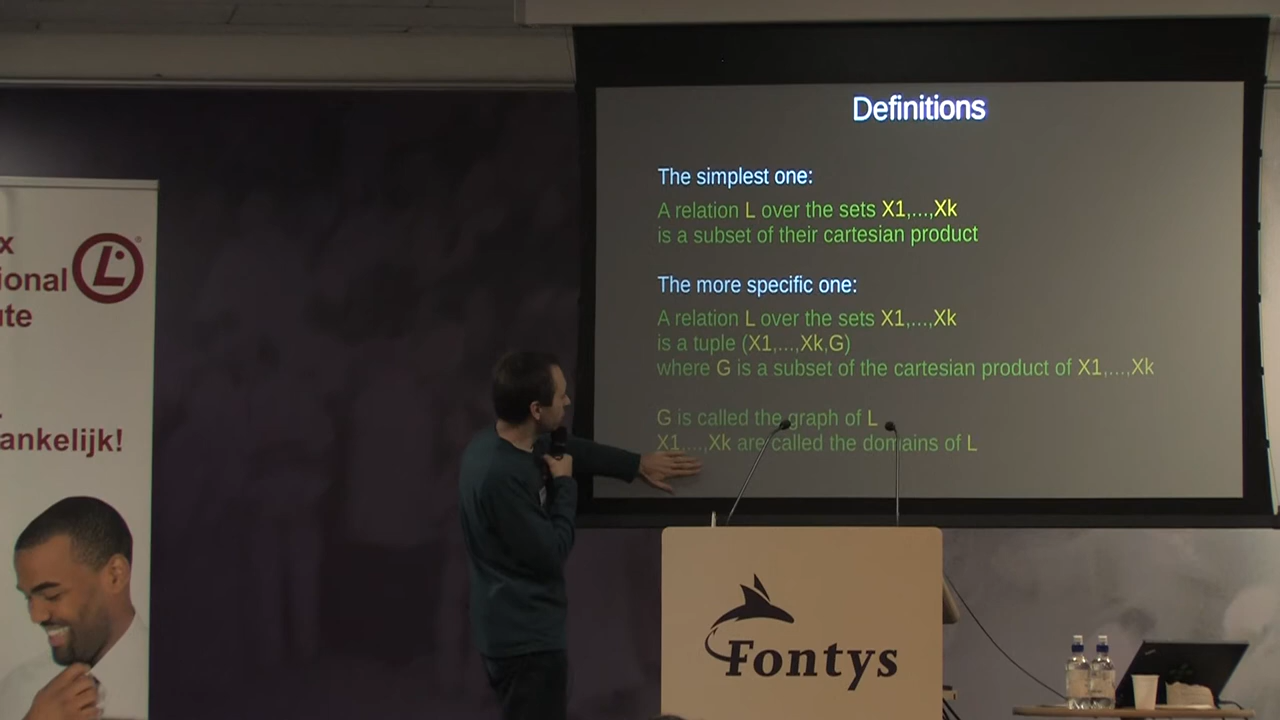 Definitions
The simplest one:
A relation L over the sets X1,...,Xk
is a subset of their cartesian product
The more specific one:
A relation L over the sets X1,...,Xk
is a tuple (X1,...,Xk,G)
where G is a subset of the cartesian product of X1,...,Xk
G is called the graph of L
X1,...,Xk are called the domains of L
x
ional
ute
ankelijk!
L
Fontys